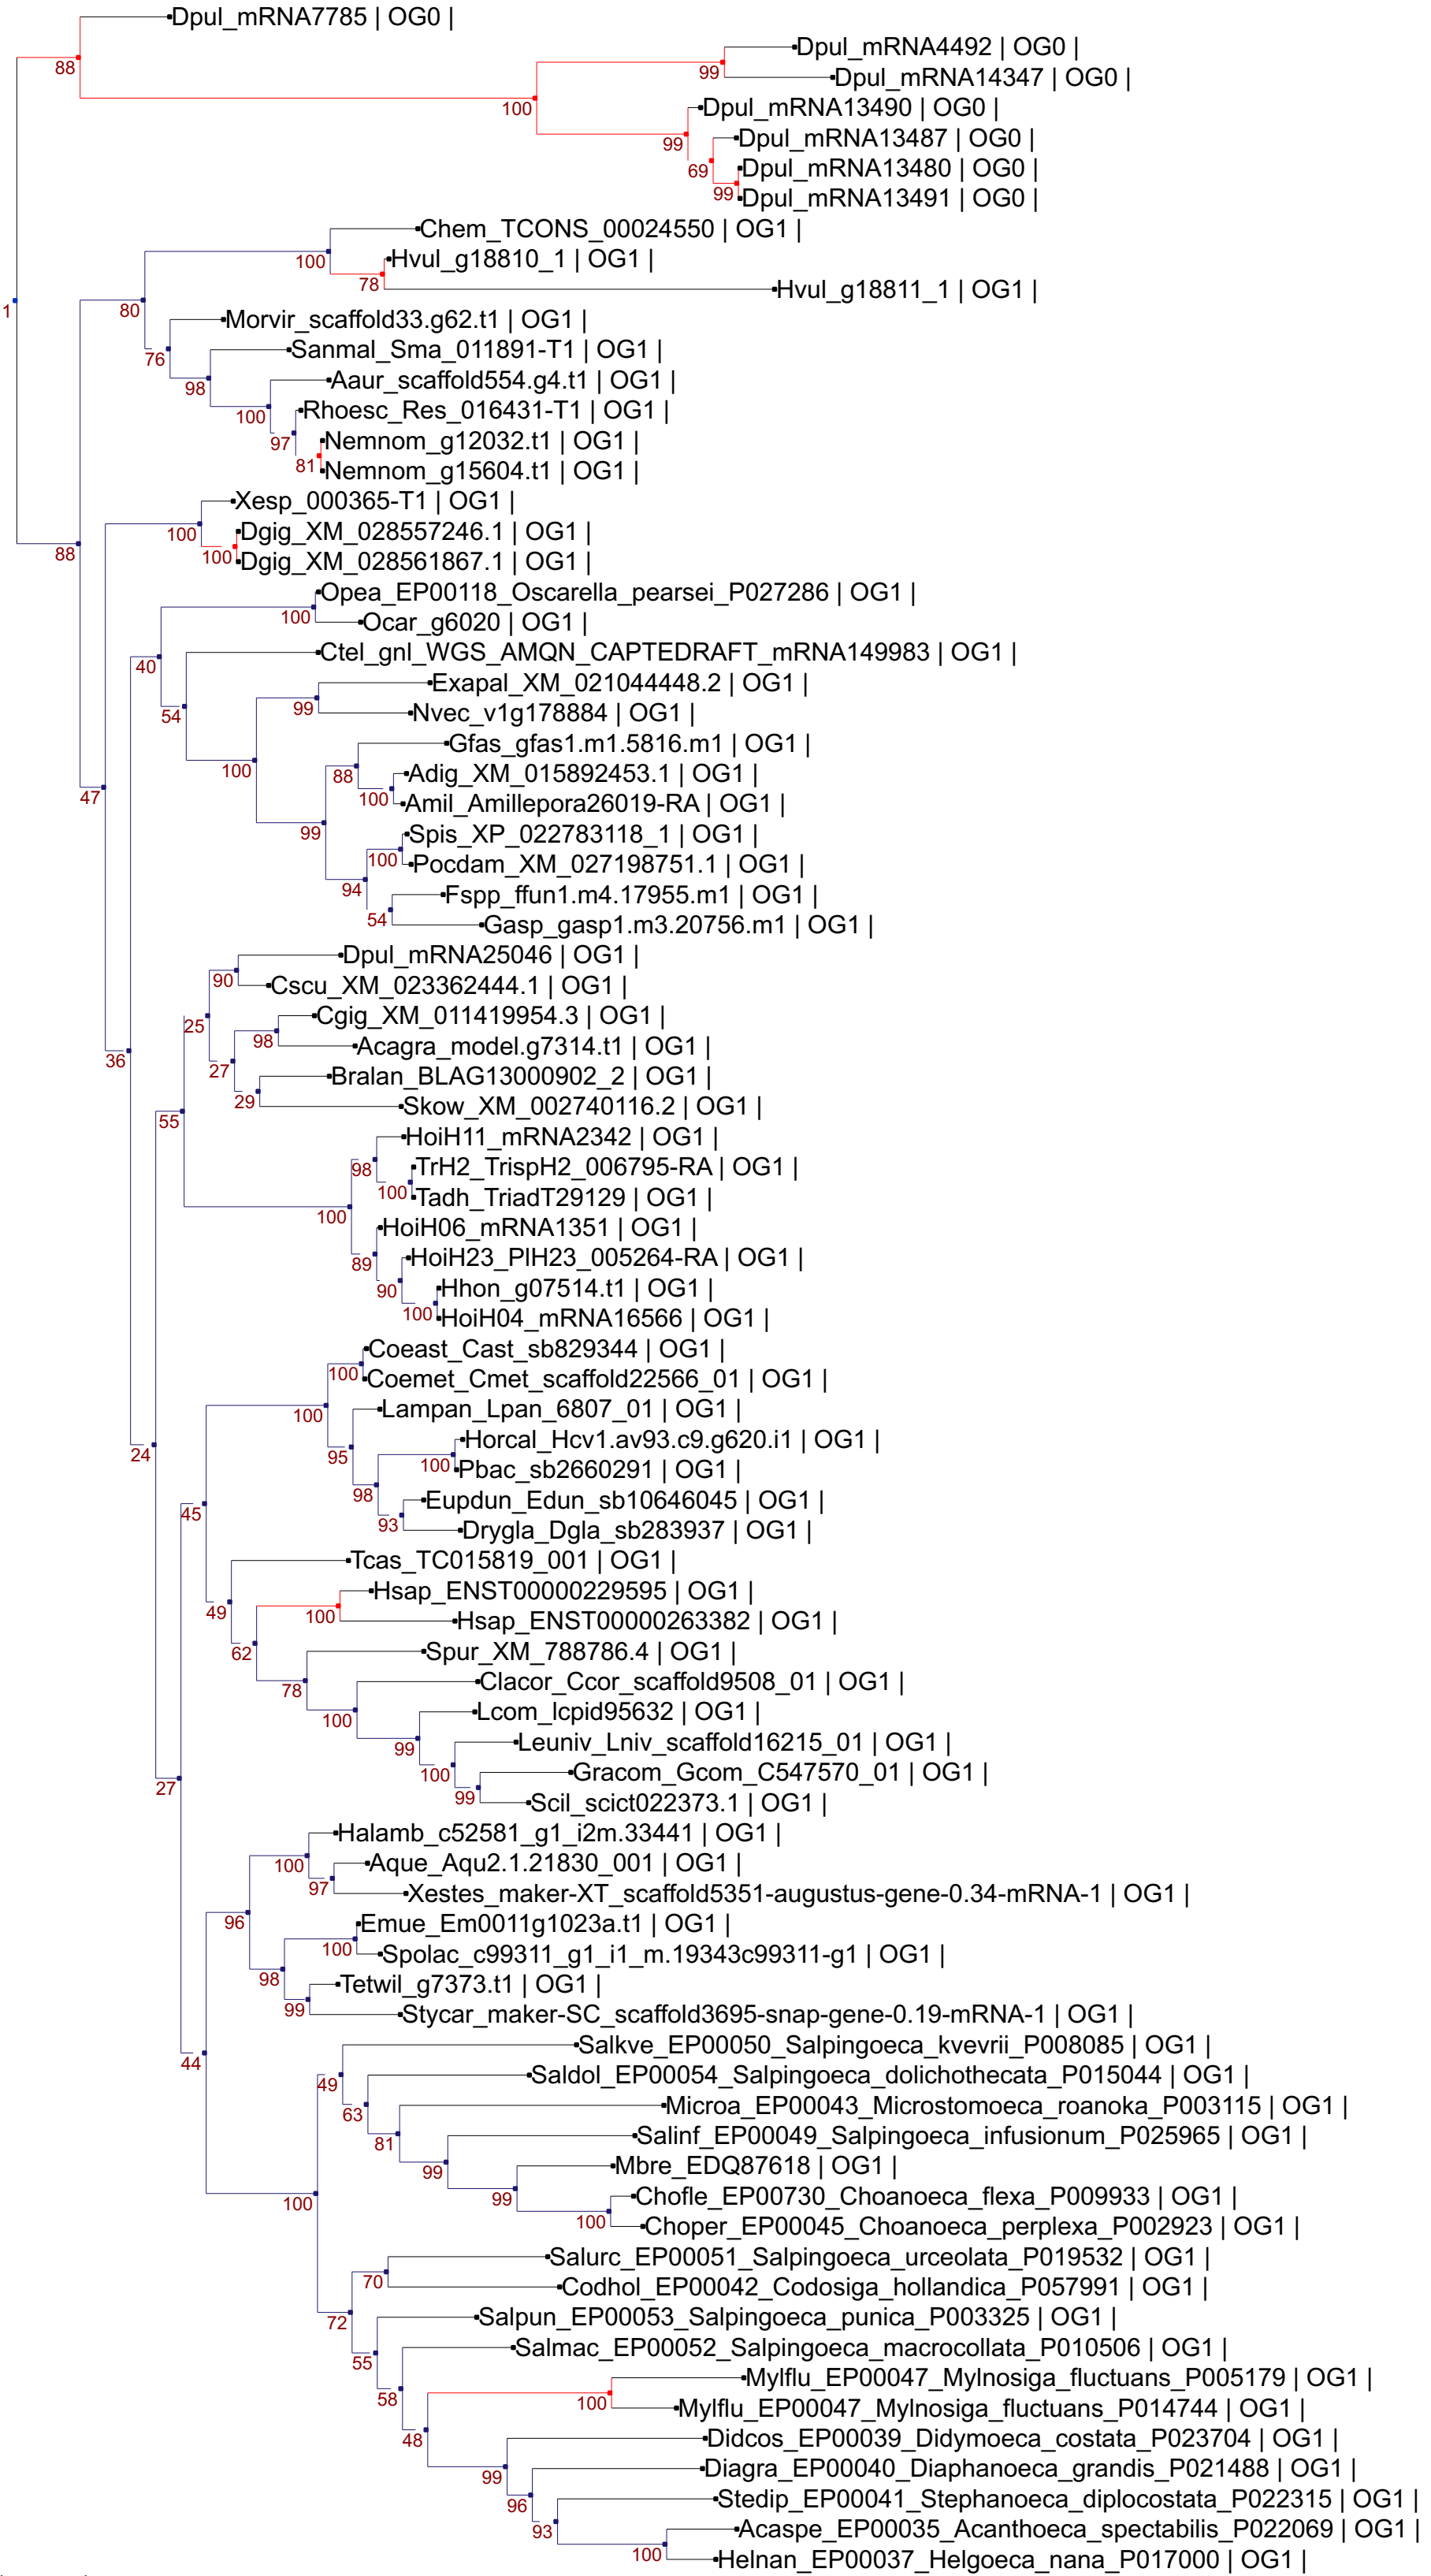 Dpul_mRNA7785 | OG0 |
Dpul_mRNA4492 | OG0 |
88
99
Dpul_mRNA14347 | OG0 |
100
Dpul_mRNA13490 | OG0 |
99
Dpul_mRNA13487 | OG0 |
69
Dpul_mRNA13480 | OG0 |
99
Dpul_mRNA13491 | OG0 |
Chem_TCONS_00024550 | OG1 |
100
Hvul_g18810_1 | OG1 |
78
Hvul_g18811_1 | OG1 |
1
80
Morvir_scaffold33.g62.t1 | OG1 |
76
Sanmal_Sma_011891-T1 | OG1 |
98
Aaur_scaffold554.g4.t1 | OG1 |
100
Rhoesc_Res_016431-T1 | OG1 |
97
Nemnom_g12032.t1 | OG1 |
81
Nemnom_g15604.t1 | OG1 |
Xesp_000365-T1 | OG1 |
100
Dgig_XM_028557246.1 | OG1 |
88
100
Dgig_XM_028561867.1 | OG1 |
Opea_EP00118_Oscarella_pearsei_P027286 | OG1 |
100
Ocar_g6020 | OG1 |
40
Ctel_gnl_WGS_AMQN_CAPTEDRAFT_mRNA149983 | OG1 |
Exapal_XM_021044448.2 | OG1 |
99
54
Nvec_v1g178884 | OG1 |
Gfas_gfas1.m1.5816.m1 | OG1 |
100
88
Adig_XM_015892453.1 | OG1 |
47
100
Amil_Amillepora26019-RA | OG1 |
99
Spis_XP_022783118_1 | OG1 |
100
Pocdam_XM_027198751.1 | OG1 |
94
Fspp_ffun1.m4.17955.m1 | OG1 |
54
Gasp_gasp1.m3.20756.m1 | OG1 |
Dpul_mRNA25046 | OG1 |
90
Cscu_XM_023362444.1 | OG1 |
25
Cgig_XM_011419954.3 | OG1 |
98
Acagra_model.g7314.t1 | OG1 |
36
27
Bralan_BLAG13000902_2 | OG1 |
29
Skow_XM_002740116.2 | OG1 |
55
HoiH11_mRNA2342 | OG1 |
98
TrH2_TrispH2_006795-RA | OG1 |
100
Tadh_TriadT29129 | OG1 |
100
HoiH06_mRNA1351 | OG1 |
89
HoiH23_PlH23_005264-RA | OG1 |
90
Hhon_g07514.t1 | OG1 |
100
HoiH04_mRNA16566 | OG1 |
Coeast_Cast_sb829344 | OG1 |
100
Coemet_Cmet_scaffold22566_01 | OG1 |
100
Lampan_Lpan_6807_01 | OG1 |
24
95
Horcal_Hcv1.av93.c9.g620.i1 | OG1 |
100
Pbac_sb2660291 | OG1 |
98
Eupdun_Edun_sb10646045 | OG1 |
45
93
Drygla_Dgla_sb283937 | OG1 |
Tcas_TC015819_001 | OG1 |
Hsap_ENST00000229595 | OG1 |
49
100
Hsap_ENST00000263382 | OG1 |
62
Spur_XM_788786.4 | OG1 |
78
Clacor_Ccor_scaffold9508_01 | OG1 |
100
Lcom_lcpid95632 | OG1 |
99
Leuniv_Lniv_scaffold16215_01 | OG1 |
100
Gracom_Gcom_C547570_01 | OG1 |
27
99
Scil_scict022373.1 | OG1 |
Halamb_c52581_g1_i2m.33441 | OG1 |
100
Aque_Aqu2.1.21830_001 | OG1 |
97
Xestes_maker-XT_scaffold5351-augustus-gene-0.34-mRNA-1 | OG1 |
96
Emue_Em0011g1023a.t1 | OG1 |
100
Spolac_c99311_g1_i1_m.19343c99311-g1 | OG1 |
98
Tetwil_g7373.t1 | OG1 |
99
Stycar_maker-SC_scaffold3695-snap-gene-0.19-mRNA-1 | OG1 |
Salkve_EP00050_Salpingoeca_kvevrii_P008085 | OG1 |
44
49
Saldol_EP00054_Salpingoeca_dolichothecata_P015044 | OG1 |
63
Microa_EP00043_Microstomoeca_roanoka_P003115 | OG1 |
81
Salinf_EP00049_Salpingoeca_infusionum_P025965 | OG1 |
99
Mbre_EDQ87618 | OG1 |
99
Chofle_EP00730_Choanoeca_flexa_P009933 | OG1 |
100
100
Choper_EP00045_Choanoeca_perplexa_P002923 | OG1 |
Salurc_EP00051_Salpingoeca_urceolata_P019532 | OG1 |
70
Codhol_EP00042_Codosiga_hollandica_P057991 | OG1 |
72
Salpun_EP00053_Salpingoeca_punica_P003325 | OG1 |
55
Salmac_EP00052_Salpingoeca_macrocollata_P010506 | OG1 |
58
Mylflu_EP00047_Mylnosiga_fluctuans_P005179 | OG1 |
100
Mylflu_EP00047_Mylnosiga_fluctuans_P014744 | OG1 |
48
Didcos_EP00039_Didymoeca_costata_P023704 | OG1 |
99
Diagra_EP00040_Diaphanoeca_grandis_P021488 | OG1 |
96
Stedip_EP00041_Stephanoeca_diplocostata_P022315 | OG1 |
93
Acaspe_EP00035_Acanthoeca_spectabilis_P022069 | OG1 |
100
Helnan_EP00037_Helgoeca_nana_P017000 | OG1 |